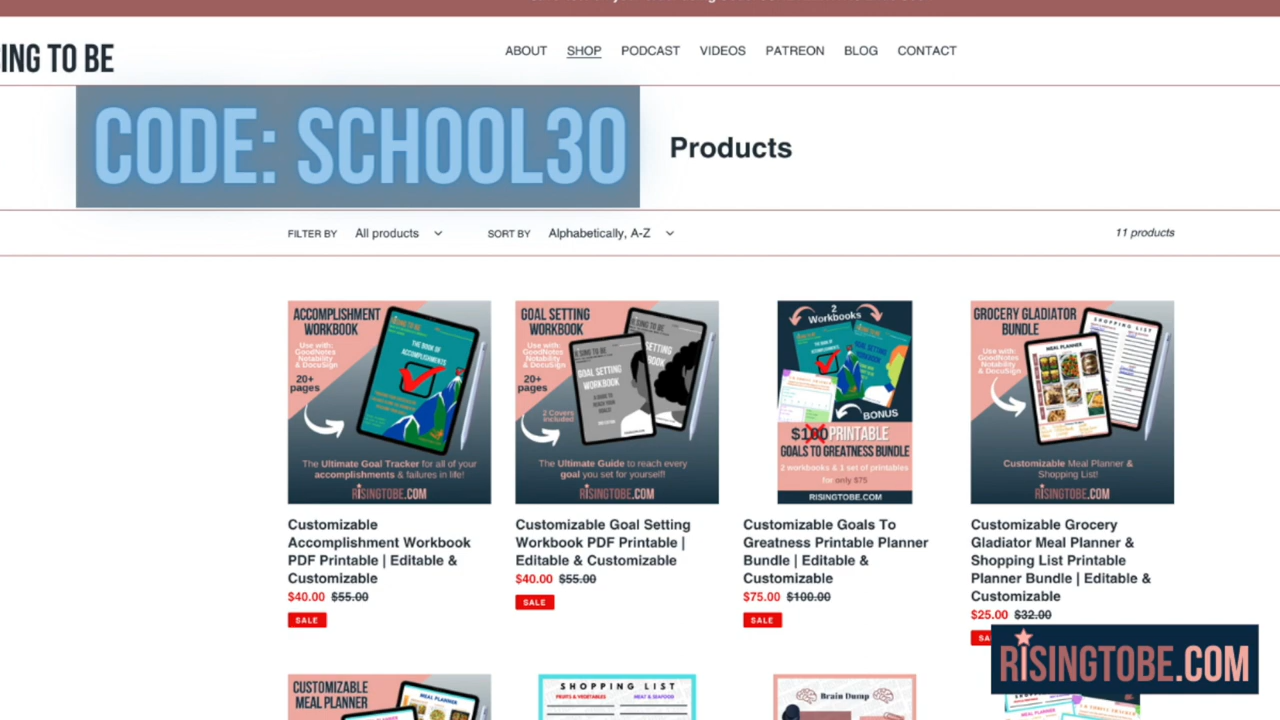 ING TO BE
ABOUT SHOP PODCAST VIDEOS PATREON BLOG CONTACT
CODE: SCHOOL30
Products
FILTER BY All products SORT BY Alphabetically, A-Z 11 products
ACCOMPLISHMENT
WORKBOOK
Use with:
GoodNotes
Notability
& DocuSign
20+
pages
THE BOOK OF
ACCOMPLISHMENTS
The Ultimate Goal Tracker for all of your
accomplishments & failures in life!
RISINGTOBE.COM
Customizable
Accomplishment Workbook
PDF Printable | Editable &
Customizable
$40.00 $55.00
SALE
GOAL SETTING
WORKBOOK
Use with:
GoodNotes
Notability
& DocuSign
20+
pages
2 Covers
Included
GOAL SETTING
WORKBOOK
The Ultimate Guide to reach every
goal you set for yourself!
RISINGTOBE.COM
Customizable Goal Setting
Workbook PDF Printable |
Editable & Customizable
$40.00 $55.00
SALE
2
Workbooks
BONUS
$100 PRINTABLE
GOALS TO GREATNESS BUNDLE
2 workbooks & 1 set of printables
for only $75
RISINGTOBE.COM
Customizable Goals To
Greatness Printable Planner
Bundle | Editable &
Customizable
$75.00 $100.00
SALE
GROCERY GLADIATOR
BUNDLE
Use with:
GoodNotes
Notability
& DocuSign
MEAL PLANNER
SHOPPING LIST
Customizable Meal Planner &
Shopping List!
RISINGTOBE.COM
Customizable Grocery
Gladiator Meal Planner &
Shopping List Printable
Planner Bundle | Editable &
Customizable
$25.00 $32.00
SA
RISINGTOBE.COM
CUSTOMIZABLE
MEAL PLANNER
MEAL PLANNER
SHOPPING LIST
FRUITS & VEGETABLES MEAT & SEAFOOD
Brain Dump